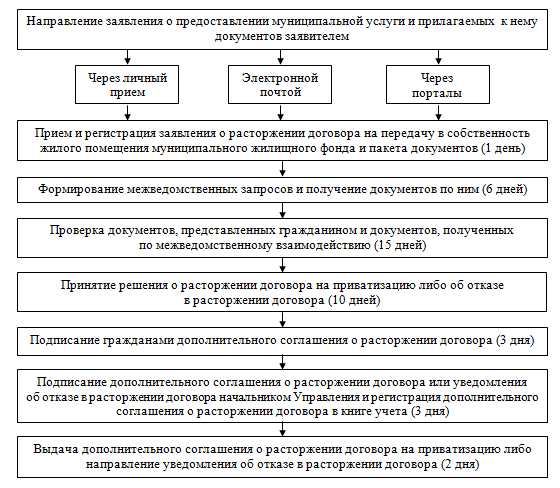 Направление заявления о предоставлении муниципальной услуги и прилагаемых к нему
документов заявителем
Через личный
прием
Электронной
почтой
Через
порталы
Прием и регистрация заявления о расторжении договора на передачу в собственность
жилого помещения муниципального жилищного фонда и пакета документов (1 день)
Формирование межведомственных запросов и получение документов по ним (6 дней)
Проверка документов, представленных гражданином и документов, полученных
по межведомственному взаимодействию (15 дней)
Принятие решения о расторжении договора на приватизацию либо об отказе
в расторжении договора (10 дней)
Подписание гражданами дополнительного соглашения о расторжении договора (3 дня)
Подписание дополнительного соглашения о расторжении договора или уведомления
об отказе в расторжении договора начальником Управления и регистрация дополнительного
соглашения о расторжении договора в книге учета (3 дня)
Выдача дополнительного соглашения о расторжении договора на приватизацию либо
направление уведомления об отказе в расторжении договора (2 дня)